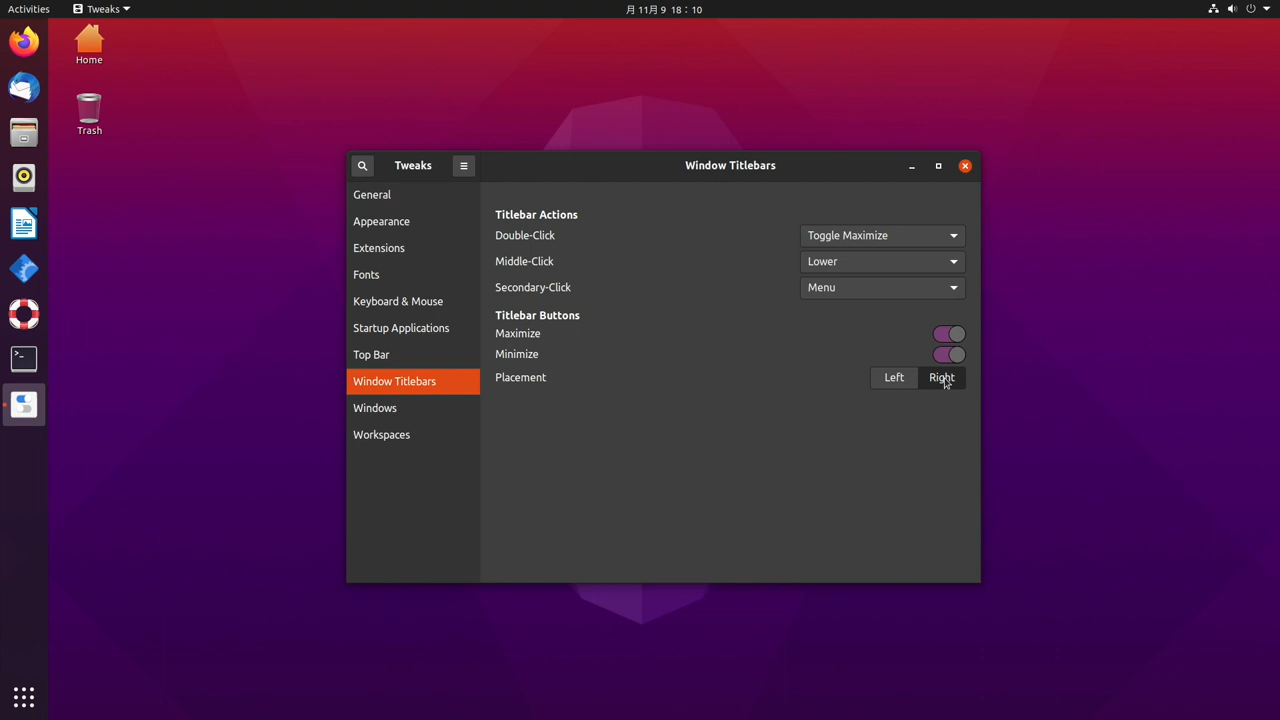 Activities
Tweaks
月 11月 9 18：10
Home
Trash
Tweaks
Window Titlebars
General
Appearance
Extensions
Fonts
Keyboard & Mouse
Startup Applications
Top Bar
Window Titlebars
Windows
Workspaces
Titlebar Actions
Double-Click
Toggle Maximize
Middle-Click
Lower
Secondary-Click
Menu
Titlebar Buttons
Maximize
Minimize
Placement
Left
Right